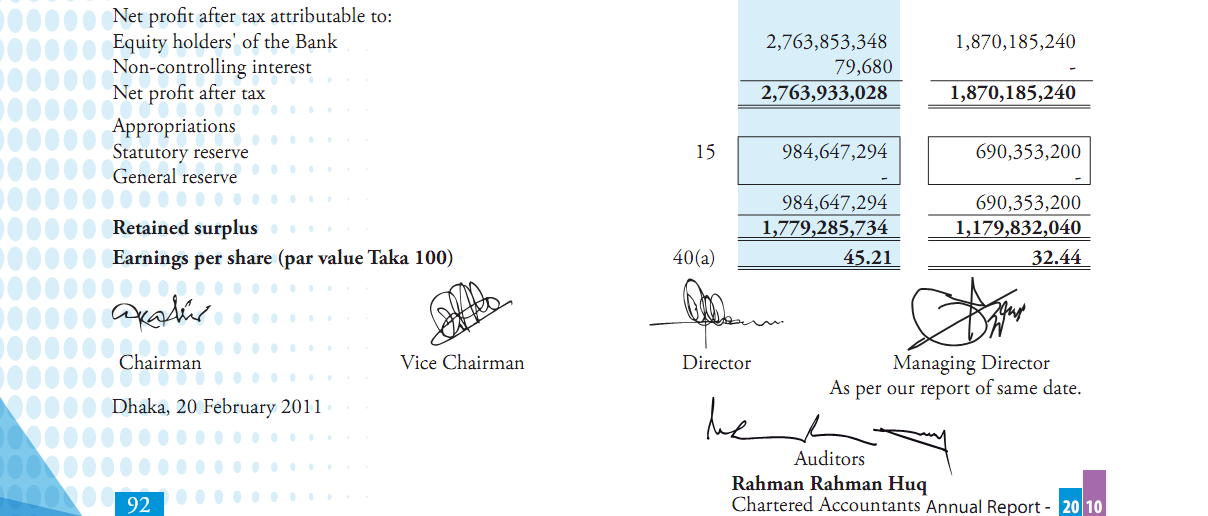 Net profit after tax attributable to:
Equity holders' of the Bank 2,763,853,348 1,870,185,240
Non-controlling interest 79,680 -
Net profit after tax 2,763,933,028 1,870,185,240
Appropriations
Statutory reserve 15 984,647,294 690,353,200
General reserve - -
984,647,294 690,353,200
Retained surplus 1,779,285,734 1,179,832,040
Earnings per share (par value Taka 100) 40(a) 45.21 32.44
Chairman Vice Chairman Director Managing Director
As per our report of same date.
Dhaka, 20 February 2011
Auditors
Rahman Rahman Huq
Chartered Accountants
92 Annual Report - 20 10